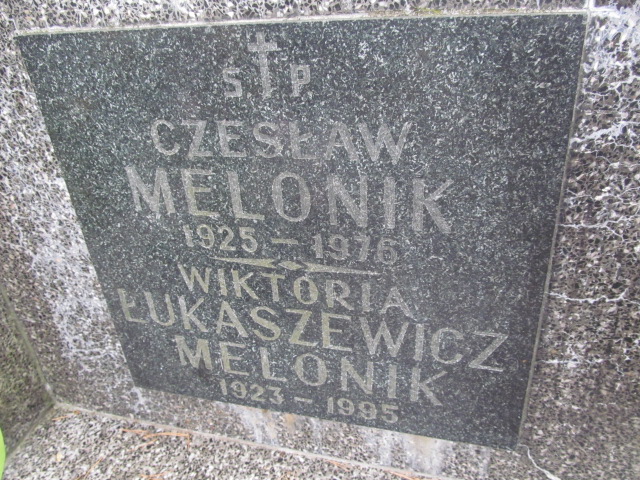 Ś P
CZESŁAW
MELONIK
1925 - 1976
WIKTORIA
ŁUKASZEWICZ
MELONIK
1923 - 1995